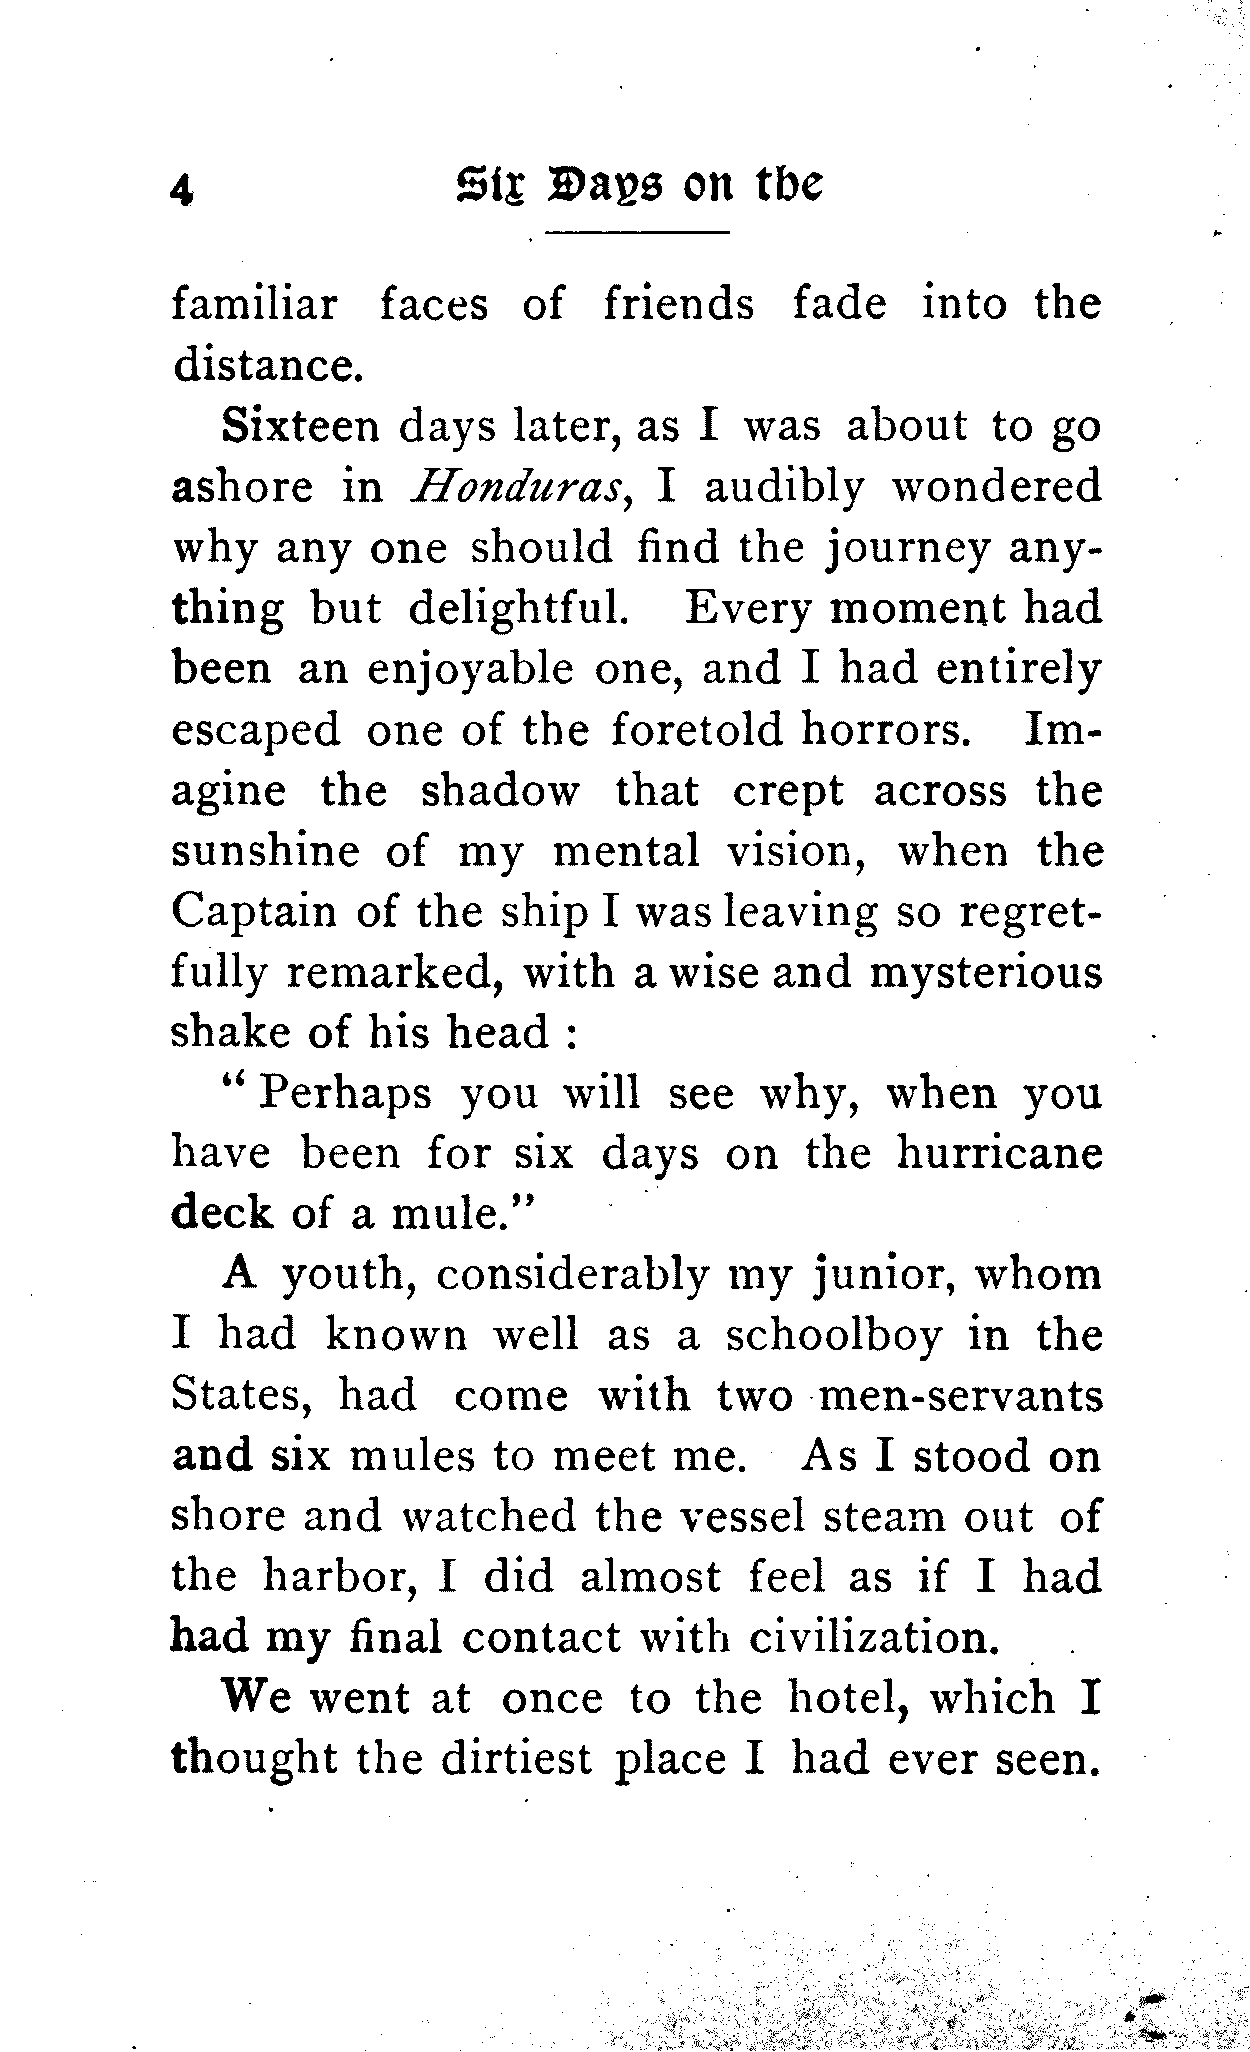 4 Six Days on the
familiar faces of friends fade into the
distance.
Sixteen days later, as I was about to go
ashore in Honduras, I audibly wondered
why any one should find the journey any-
thing but delightful. Every moment had
been an enjoyable one, and I had entirely
escaped one of the foretold horrors. Im-
agine the shadow that crept across the
sunshine of my mental vision, when the
Captain of the ship I was leaving so regret-
fully remarked, with a wise and mysterious
shake of his head :
" Perhaps you will see why, when you
have been for six days on the hurricane
deck of a mule."
A youth, considerably my junior, whom
I had known well as a schoolboy in the
States, had come with two men-servants
and six mules to meet me. As I stood on
shore and watched the vessel steam out of
the harbor, I did almost feel as if I had
had my final contact with civilization.
We went at once to the hotel, which I
thought the dirtiest place I had ever seen.